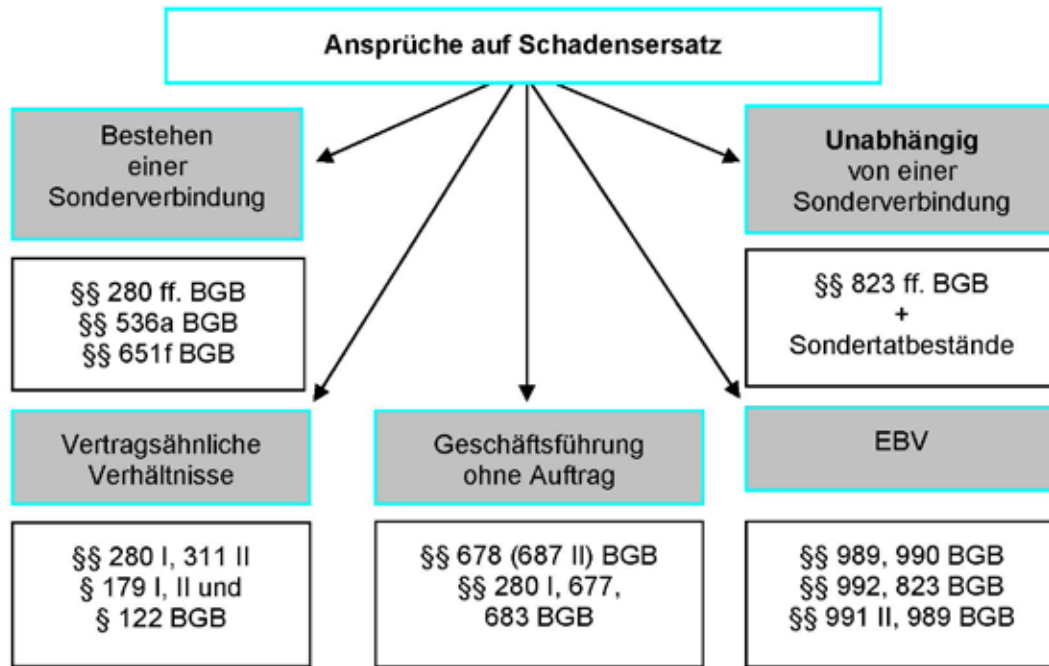 Ansprüche auf Schadensersatz
Bestehen
einer
Sonderverbindung
§§ 280 ff. BGB
§§ 536a BGB
§§ 651f BGB
Unabhängig
von einer
Sonderverbindung
§§ 823 ff. BGB
+
Sondertatbestände
Vertragsähnliche
Verhältnisse
§§ 280 I, 311 II
§ 179 I, II und
§ 122 BGB
Geschäftsführung
ohne Auftrag
§§ 678 (687 II) BGB
§§ 280 I, 677,
683 BGB
EBV
§§ 989, 990 BGB
§§ 992, 823 BGB
§§ 991 II, 989 BGB